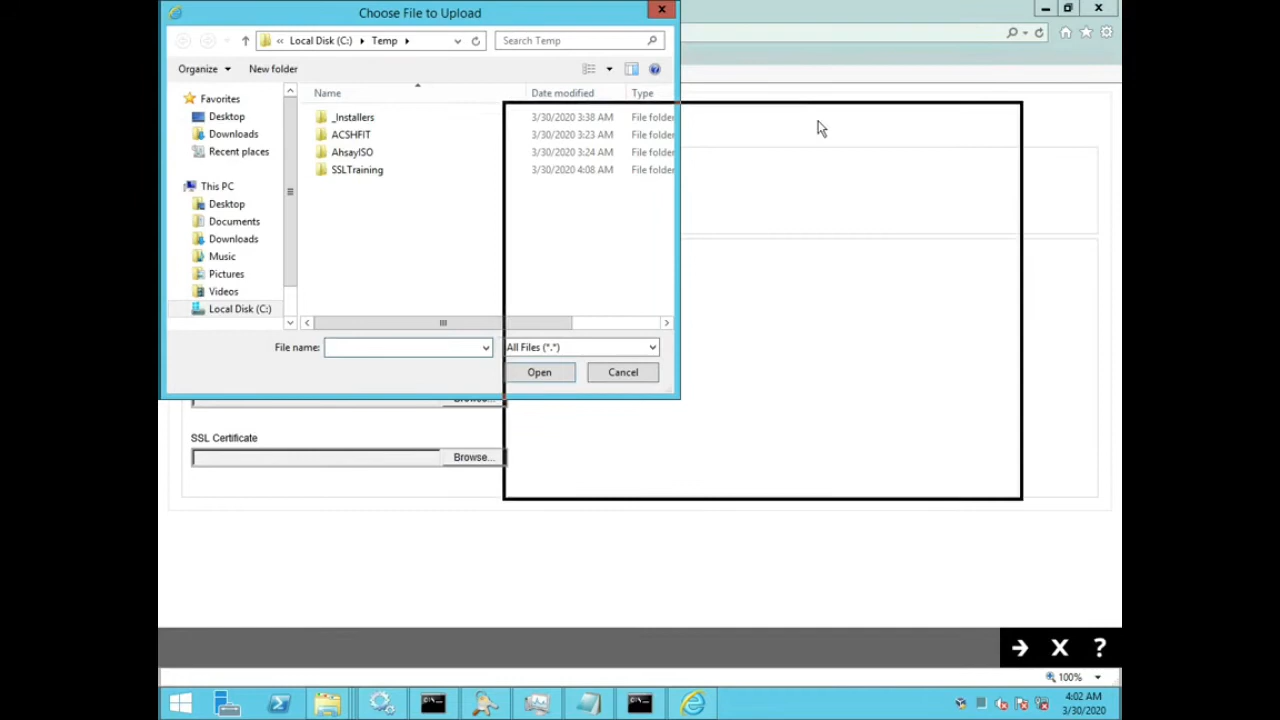 Choose File to Upload
« Local Disk (C:) Temp
Search Temp
Organize
New folder
Name
Date modified
Type
Favorites
Desktop
Downloads
Recent places
This PC
Desktop
Documents
Downloads
Music
Pictures
Videos
Local Disk (C:)
_Installers 3/30/2020 3:38 AM File folder
ACSHFIT 3/30/2020 3:23 AM File folder
AhsayISO 3/30/2020 3:24 AM File folder
SSLTraining 3/30/2020 4:08 AM File folder
File name:
All Files (*.*)
Open
Cancel
Browse...
SSL Certificate
Browse...
X ?
100%
4:02 AM
3/30/2020